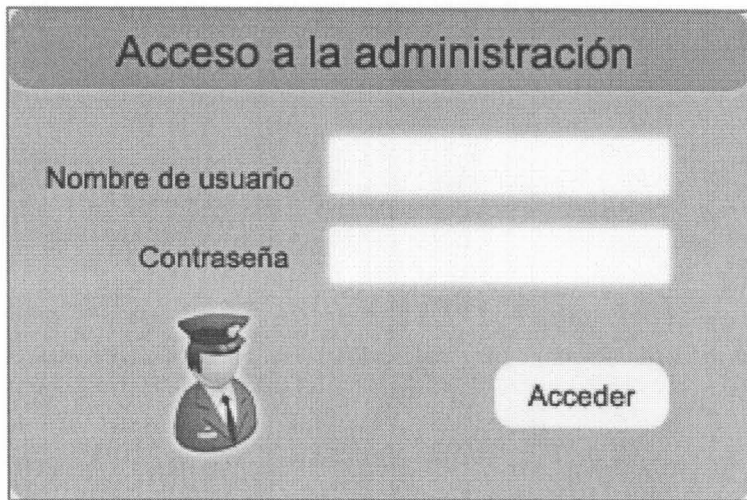 Acceso a la administración
Nombre de usuario
Contraseña
Acceder